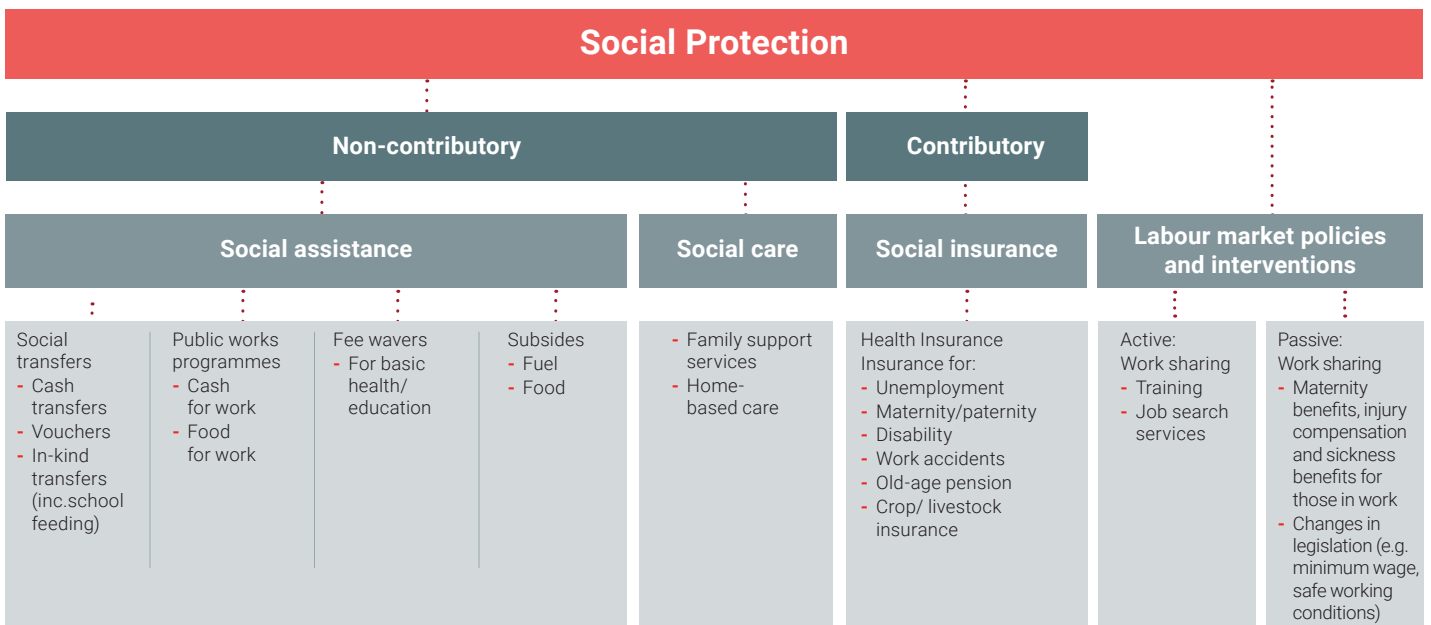 Social Protection
Non-contributory
Contributory
Social assistance
Social care
Social insurance
Labour market policies
and interventions
Social
transfers
- Cash
transfers
- Vouchers
- In-kind
transfers
(inc.school
feeding)
Public works
programmes
- Cash
for work
- Food
for work
Fee wavers
- For basic
health/
education
Subsides
- Fuel
- Food
- Family support
services
- Home-
based care
Health Insurance
Insurance for:
- Unemployment
- Maternity/paternity
- Disability
- Work accidents
- Old-age pension
- Crop/ livestock
insurance
Active:
Work sharing
- Training
- Job search
services
Passive:
Work sharing
- Maternity
benefits, injury
compensation
and sickness
benefits for
those in work
- Changes in
legislation (e.g.
minimum wage,
safe working
conditions)